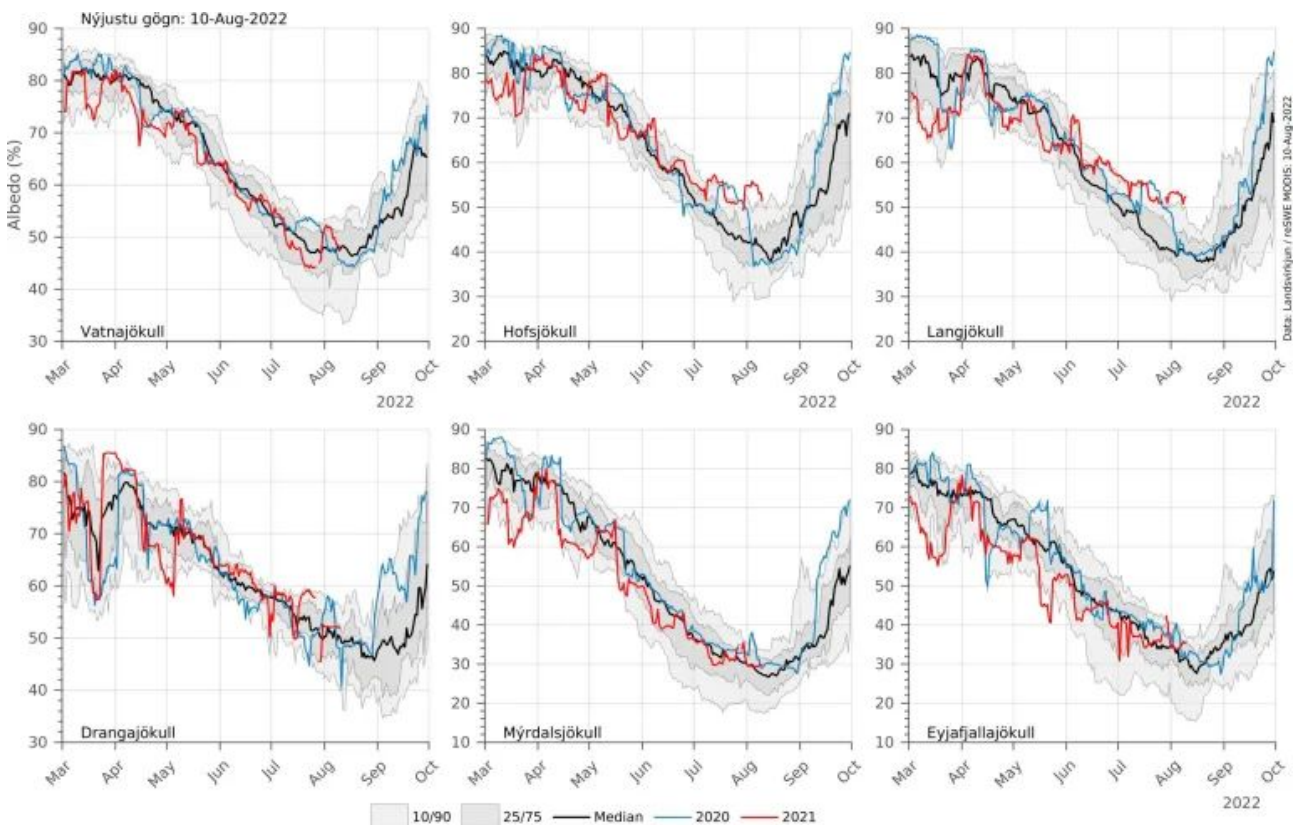 Nýjustu gögn: 10-Aug-2022
90
80
70
60
50
40
30
Albedo (%)
Vatnajökull
Mar
Apr
May
Jun
Jul
Aug
Sep
Oct
2022
90
80
70
60
50
40
30
20
Hofsjökull
Mar
Apr
May
Jun
Jul
Aug
Sep
Oct
2022
90
80
70
60
50
40
30
20
Langjökull
Mar
Apr
May
Jun
Jul
Aug
Sep
Oct
2022
Data: Landsvirkjun / reSWE MODIS: 10-Aug-2022
90
80
70
60
50
40
30
Drangajökull
Mar
Apr
May
Jun
Jul
Aug
Sep
Oct
90
80
70
60
50
40
30
20
10
Mýrdalsjökull
Mar
Apr
May
Jun
Jul
Aug
Sep
Oct
90
80
70
60
50
40
30
20
10
Eyjafjallajökull
Mar
Apr
May
Jun
Jul
Aug
Sep
Oct
2022
10/90 25/75 Median 2020 2021